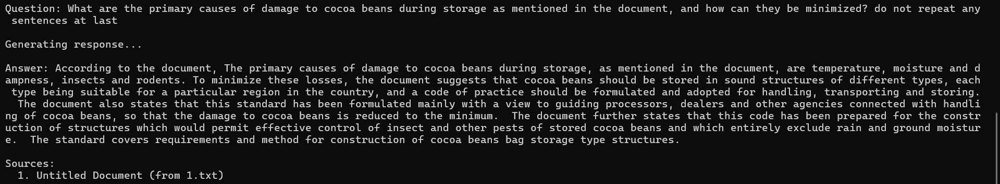 Question: What are the primary causes of damage to cocoa beans during storage as mentioned in the document, and how can they be minimized? do not repeat any
 sentences at last
Generating response...
Answer: According to the document, The primary causes of damage to cocoa beans during storage, as mentioned in the document, are temperature, moisture and d
ampness, insects and rodents. To minimize these losses, the document suggests that cocoa beans should be stored in sound structures of different types, each
 type being suitable for a particular region in the country, and a code of practice should be formulated and adopted for handling, transporting and storing.
  The document also states that this standard has been formulated mainly with a view to guiding processors, dealers and other agencies connected with handli
ng of cocoa beans, so that the damage to cocoa beans is reduced to the minimum.  The document further states that this code has been prepared for the constr
uction of structures which would permit effective control of insect and other pests of stored cocoa beans and which entirely exclude rain and ground moistur
e.  The standard covers requirements and method for construction of cocoa beans bag storage type structures.
Sources:
  1. Untitled Document (from 1.txt)